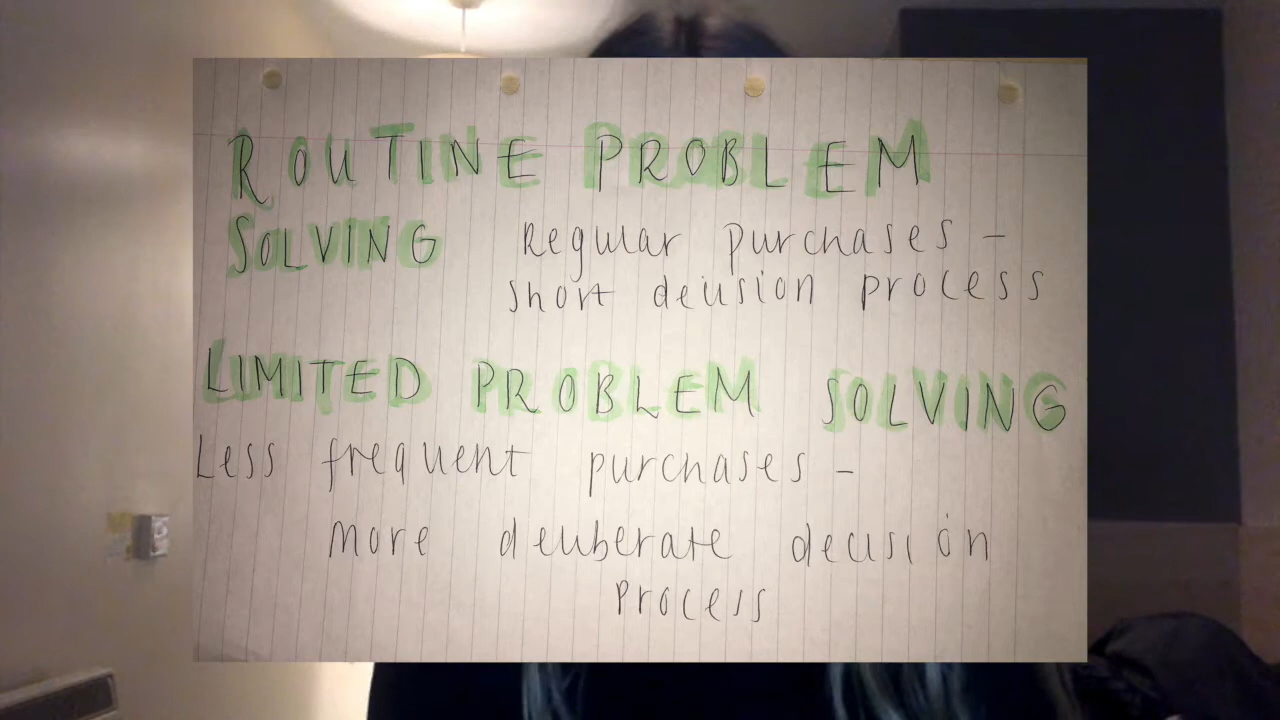 ROUTINE PROBLEM
SOLVING Regular purchases -
short decision process
LIMITED PROBLEM SOLVING
Less frequent purchases -
more deliberate decision
process